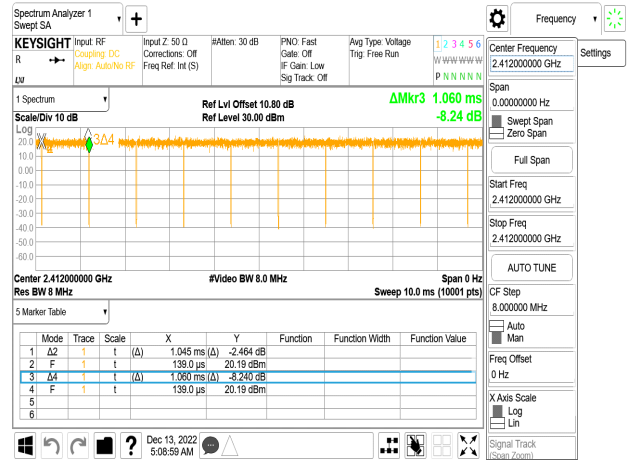 Spectrum Analyzer 1
Swept SA
Frequency
KEYSIGHT
R
Input: RF
Coupling: DC
Align: Auto/No RF
Input Z: 50 Ω
Corrections: Off
Freq Ref: Int (S)
#Atten: 30 dB
PNO: Fast
Gate: Off
IF Gain: Low
Sig Track: Off
Avg Type: Voltage
Trig: Free Run
1 2 3 4 5 6
W W W W W W
P N N N N N
1 Spectrum
Scale/Div 10 dB
Ref Lvl Offset 10.80 dB
Ref Level 30.00 dBm
ΔMkr3 1.060 ms
-8.24 dB
Log
20.0
10.0
0.00
-10.0
-20.0
-30.0
-40.0
-50.0
-60.0
3Δ4
Center 2.412000000 GHz
Res BW 8 MHz
#Video BW 8.0 MHz
Span 0 Hz
Sweep 10.0 ms (10001 pts)
5 Marker Table
Mode Trace Scale X Y Function Function Width Function Value
1 Δ2 1 t (Δ) 1.045 ms (Δ) -2.464 dB
2 F 1 t 139.0 µs 20.19 dBm
3 Δ4 1 t (Δ) 1.060 ms (Δ) -8.240 dB
4 F 1 t 139.0 µs 20.19 dBm
5
6
Dec 13, 2022
5:08:59 AM
Settings
Center Frequency
2.412000000 GHz
Span
0.00000000 Hz
Swept Span
Zero Span
Full Span
Start Freq
2.412000000 GHz
Stop Freq
2.412000000 GHz
AUTO TUNE
CF Step
8.000000 MHz
Auto
Man
Freq Offset
0 Hz
X Axis Scale
Log
Lin
Signal Track
(Span Zoom)